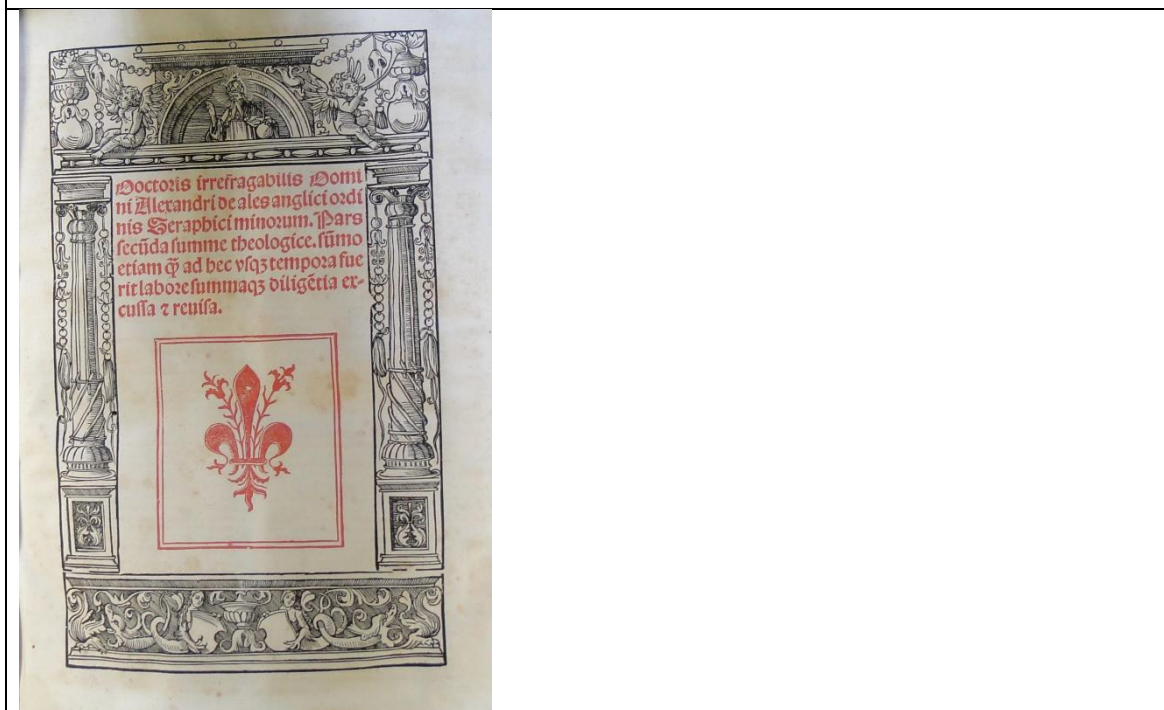 Doctoris irrefragabilis Domi
ni Alexandri de ales anglici ordi
nis Seraphici minorum. Pars
secūda summe theologice. sūmo
etiam q̄ꝫ ad hec vsqꝫ tempora fue
rit labore summaqꝫ diligētia ex-
cussa ⁊ reuisa.